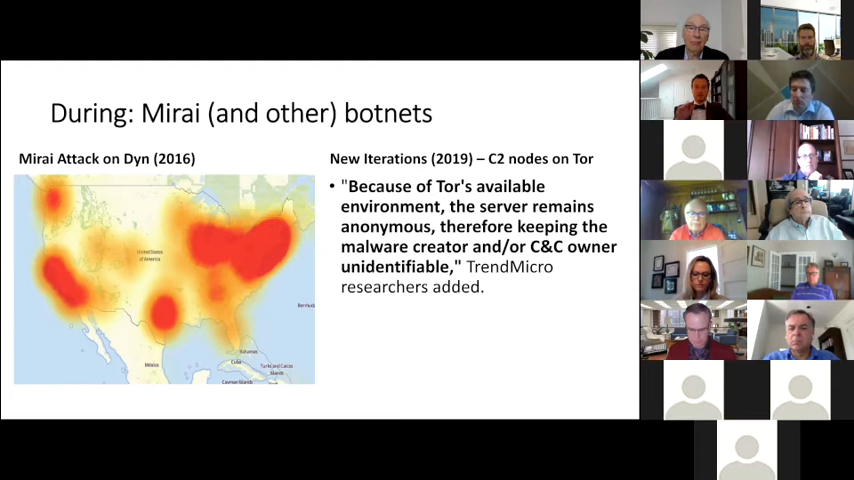 During: Mirai (and other) botnets
Mirai Attack on Dyn (2016)
New Iterations (2019) – C2 nodes on Tor
• "Because of Tor's available
environment, the server remains
anonymous, therefore keeping the
malware creator and/or C&C owner
unidentifiable," TrendMicro
researchers added.
United States
of America
Bermuda
Bahamas
México
Cuba
Turks and Caicos
Islands
Cayman Islands